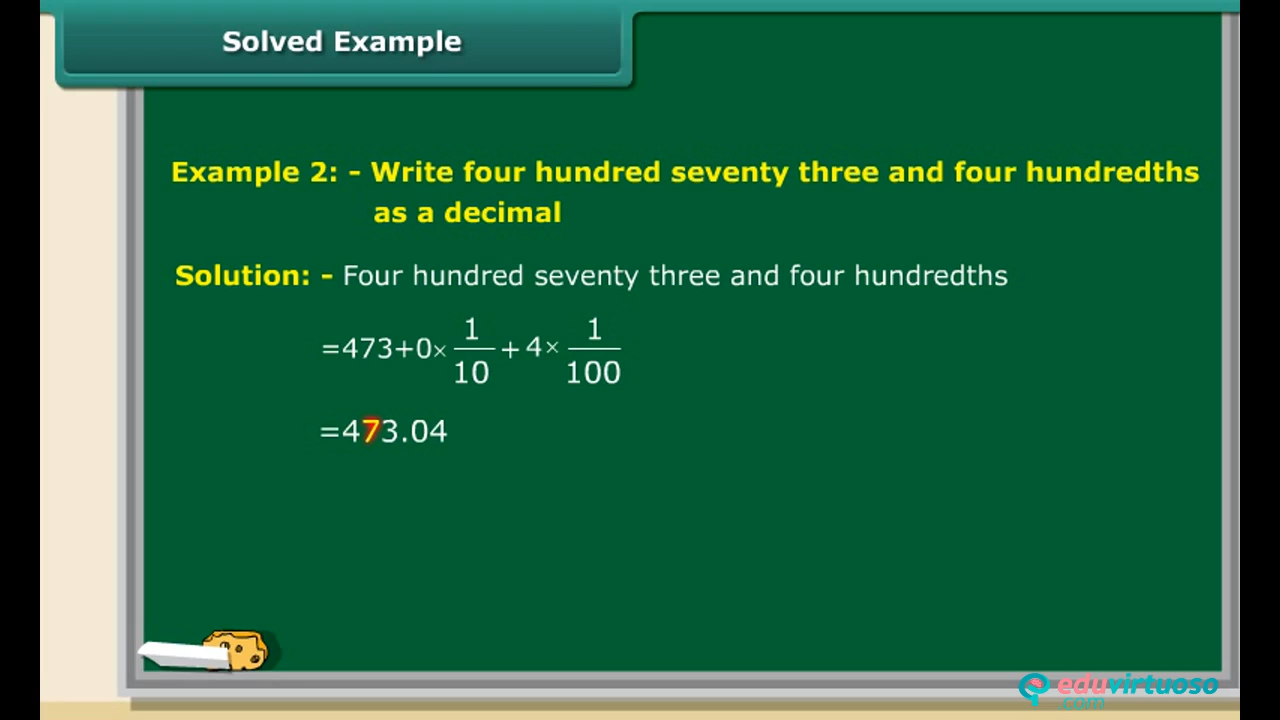 Solved Example
Example 2: - Write four hundred seventy three and four hundredths
as a decimal
Solution: - Four hundred seventy three and four hundredths
=473+0× 1/10 + 4× 1/100
=473.04
eduvirtuoso
.com